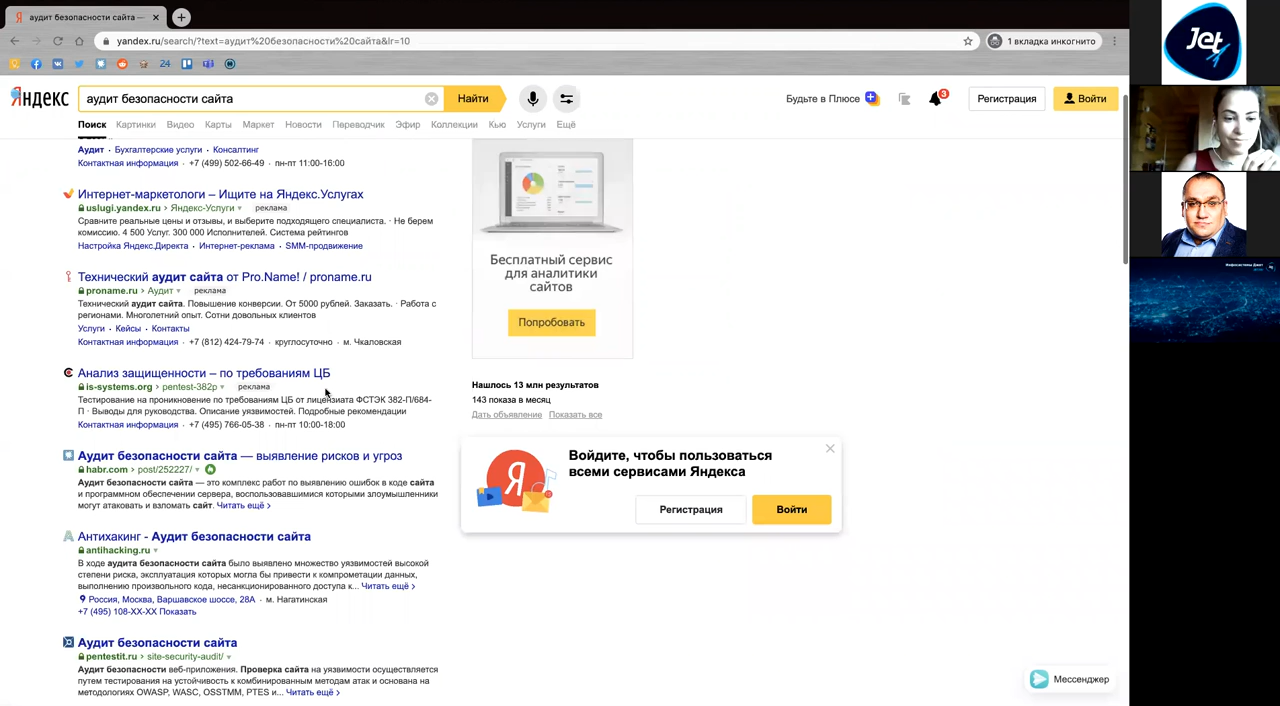 аудит безопасности сайта —
yandex.ru/search/?text=аудит%20безопасности%20сайта&lr=10
1 вкладка инкогнито
24
Яндекс
аудит безопасности сайта
Найти
Будьте в Плюсе
3
Регистрация
Войти
Поиск Картинки Видео Карты Маркет Новости Переводчик Эфир Коллекции Кью Услуги Ещё
Аудит · Бухгалтерские услуги · Консалтинг
Контактная информация · +7 (499) 502-66-49 · пн-пт 11:00-16:00
Интернет-маркетологи – Ищите на Яндекс.Услугах
uslugi.yandex.ru › Яндекс-Услуги реклама
Сравните реальные цены и отзывы, и выберите подходящего специалиста. · Не берем
комиссию. 4 500 Услуг. 300 000 Исполнителей. Система рейтингов
Настройка Яндекс.Директа · Интернет-реклама · SMM-продвижение
Технический аудит сайта от Pro.Name! / proname.ru
proname.ru › Аудит реклама
Технический аудит сайта. Повышение конверсии. От 5000 рублей. Заказать. · Работа с
регионами. Многолетний опыт. Сотни довольных клиентов
Услуги · Кейсы · Контакты
Контактная информация · +7 (812) 424-79-74 · круглосуточно · м. Чкаловская
Анализ защищенности – по требованиям ЦБ
is-systems.org › pentest-382p реклама
Тестирование на проникновение по требованиям ЦБ от лицензиата ФСТЭК 382-П/684-
П · Выводы для руководства. Описание уязвимостей. Подробные рекомендации
Контактная информация · +7 (495) 766-05-38 · пн-пт 10:00-18:00
Аудит безопасности сайта — выявление рисков и угроз
habr.com › post/252227/
Аудит безопасности сайта — это комплекс работ по выявлению ошибок в коде сайта
и программном обеспечении сервера, воспользовавшимися которыми злоумышленники
могут атаковать и взломать сайт. Читать ещё ›
Антихакинг - Аудит безопасности сайта
antihacking.ru
В ходе аудита безопасности сайта было выявлено множество уязвимостей высокой
степени риска, эксплуатация которых могла бы привести к компрометации данных,
выполнению произвольного кода, несанкционированного доступа к... Читать ещё ›
Россия, Москва, Варшавское шоссе, 28А · м. Нагатинская
+7 (495) 108-XX-XX Показать
Аудит безопасности сайта
pentestit.ru › site-security-audit/
Аудит безопасности веб-приложения. Проверка сайта на уязвимости осуществляется
путем тестирования на устойчивость к комбинированным методам атак и основана на
методологиях OWASP, WASC, OSSTMM, PTES и... Читать ещё ›
Бесплатный сервис
для аналитики
сайтов
Попробовать
Нашлось 13 млн результатов
143 показа в месяц
Дать объявление Показать все
Войдите, чтобы пользоваться
всеми сервисами Яндекса
Регистрация
Войти
Мессенджер
Jet